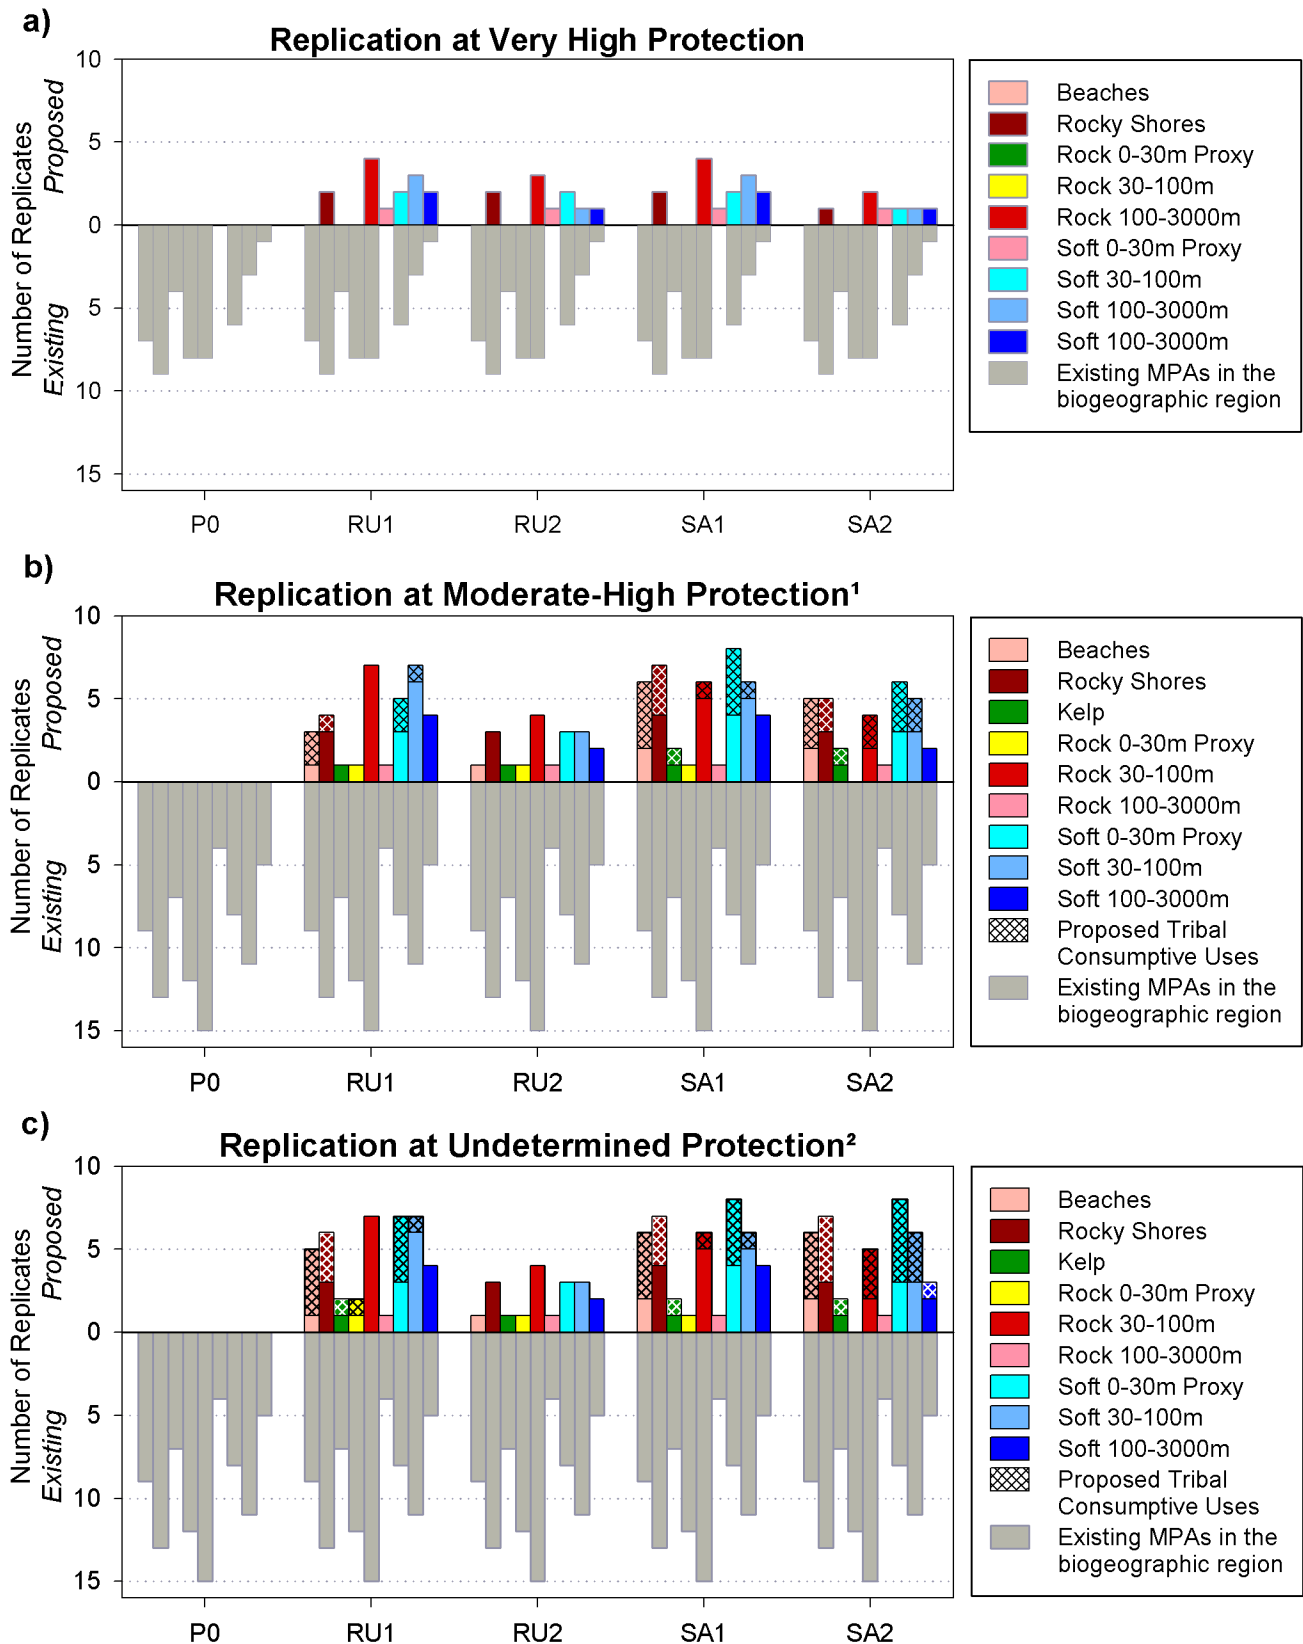 a)
Replication at Very High Protection
10
5
0
5
10
15
Number of Replicates
Existing Proposed
P0 RU1 RU2 SA1 SA2
Beaches
Rocky Shores
Rock 0-30m Proxy
Rock 30-100m
Rock 100-3000m
Soft 0-30m Proxy
Soft 30-100m
Soft 100-3000m
Soft 100-3000m
Existing MPAs in the
biogeographic region
b)
Replication at Moderate-High Protection¹
10
5
0
5
10
15
Number of Replicates
Existing Proposed
P0 RU1 RU2 SA1 SA2
Beaches
Rocky Shores
Kelp
Rock 0-30m Proxy
Rock 30-100m
Rock 100-3000m
Soft 0-30m Proxy
Soft 30-100m
Soft 100-3000m
Proposed Tribal
Consumptive Uses
Existing MPAs in the
biogeographic region
c)
Replication at Undetermined Protection²
10
5
0
5
10
15
Number of Replicates
Existing Proposed
P0 RU1 RU2 SA1 SA2
Beaches
Rocky Shores
Kelp
Rock 0-30m Proxy
Rock 30-100m
Rock 100-3000m
Soft 0-30m Proxy
Soft 30-100m
Soft 100-3000m
Proposed Tribal
Consumptive Uses
Existing MPAs in the
biogeographic region